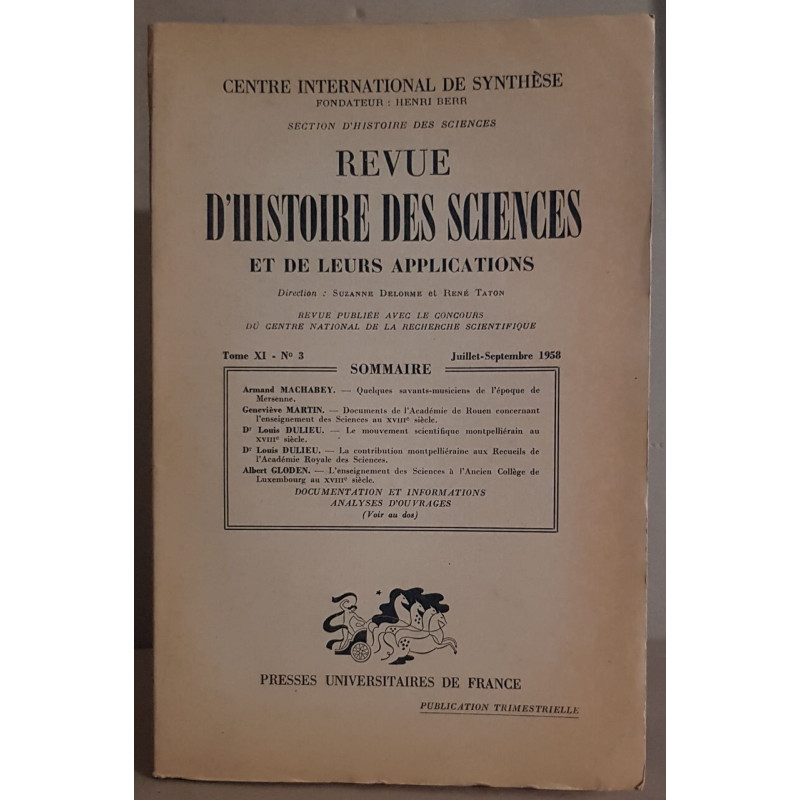 CENTRE INTERNATIONAL DE SYNTHÈSE
FONDATEUR : HENRI BERR
SECTION D'HISTOIRE DES SCIENCES
REVUE
D'HISTOIRE DES SCIENCES
ET DE LEURS APPLICATIONS
Direction : SUZANNE DELORME et RENÉ TATON
REVUE PUBLIÉE AVEC LE CONCOURS
DU CENTRE NATIONAL DE LA RECHERCHE SCIENTIFIQUE
Tome XI - Nº 3 Juillet-Septembre 1958
SOMMAIRE
Armand MACHABEY. — Quelques savants-musiciens de l'époque de
Mersenne.
Geneviève MARTIN. — Documents de l'Académie de Rouen concernant
l'enseignement des Sciences au XVIIIe siècle.
Dr Louis DULIEU. — Le mouvement scientifique montpelliérain au
XVIIIe siècle.
Dr Louis DULIEU. — La contribution montpelliéraine aux Recueils de
l'Académie Royale des Sciences.
Albert GLODEN. — L'enseignement des Sciences à l'Ancien Collège de
Luxembourg au XVIIIe siècle.
DOCUMENTATION ET INFORMATIONS
ANALYSES D'OUVRAGES
(Voir au dos)
PRESSES UNIVERSITAIRES DE FRANCE
PUBLICATION TRIMESTRIELLE